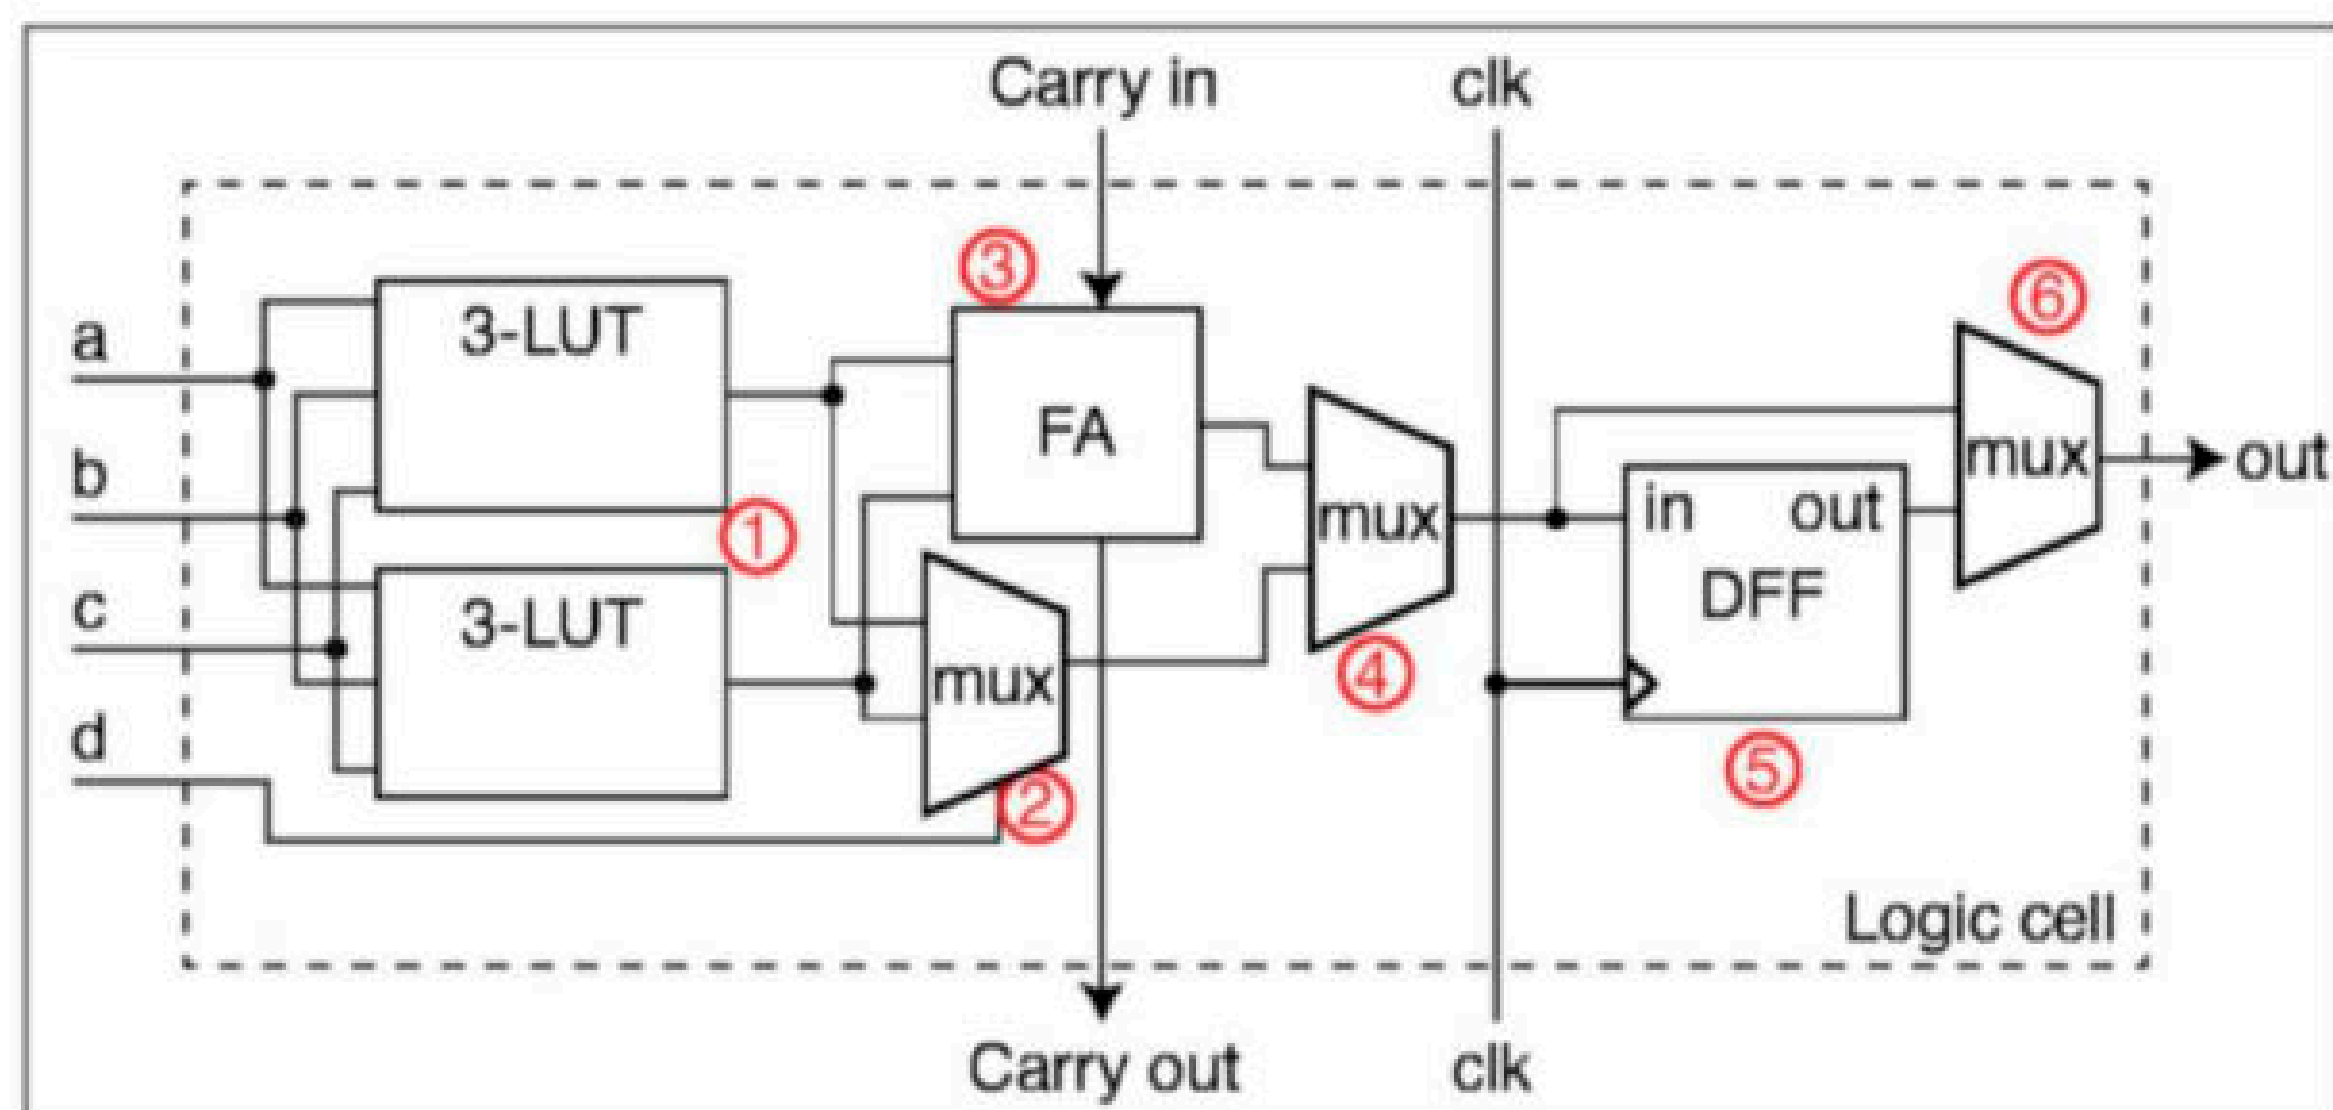 Carry in
clk
③
⑥
a
3-LUT
FA
mux
out
b
①
mux
in
out
DFF
c
3-LUT
mux
④
d
②
⑤
Logic cell
Carry out
clk